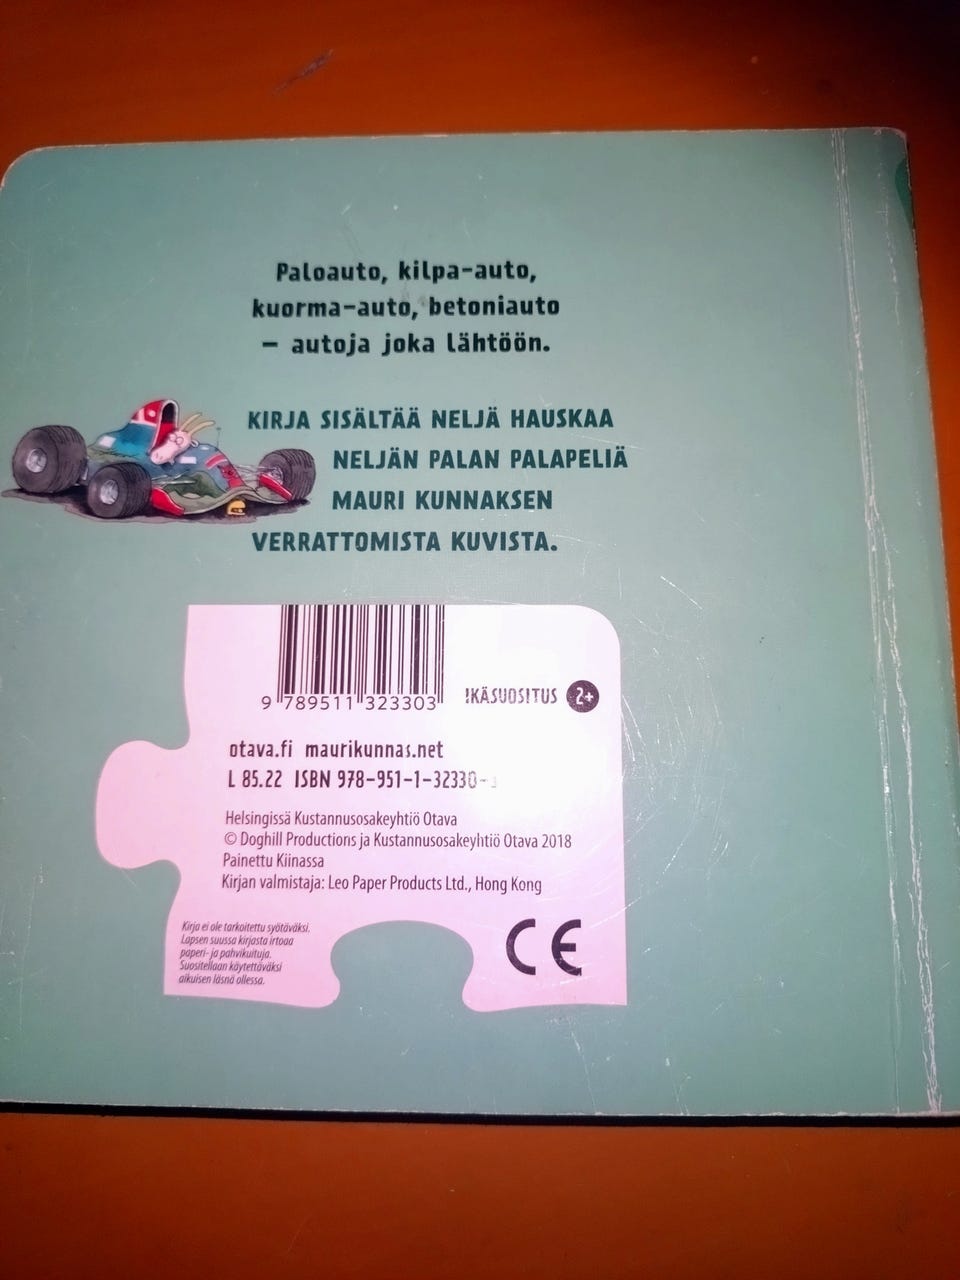 Paloauto, kilpa-auto,
kuorma-auto, betoniauto
– autoja joka lähtöön.
KIRJA SISÄLTÄÄ NELJÄ HAUSKAA
NELJÄN PALAN PALAPELIÄ
MAURI KUNNAKSEN
VERRATTOMISTA KUVISTA.
9 789511 323303
IKÄSUOSITUS 2+
otava.fi maurikunnas.net
L 85.22 ISBN 978-951-1-32330-
Helsingissä Kustannusosakeyhtiö Otava
© Doghill Productions ja Kustannusosakeyhtiö Otava 2018
Painettu Kiinassa
Kirjan valmistaja: Leo Paper Products Ltd., Hong Kong
Kirja ei ole tarkoitettu syötäväksi.
Lapsen suussa kirjasta irtoaa
paperi- ja pahvikuituja.
Suositellaan käytettäväksi
aikuisen läsnä ollessa.
CE